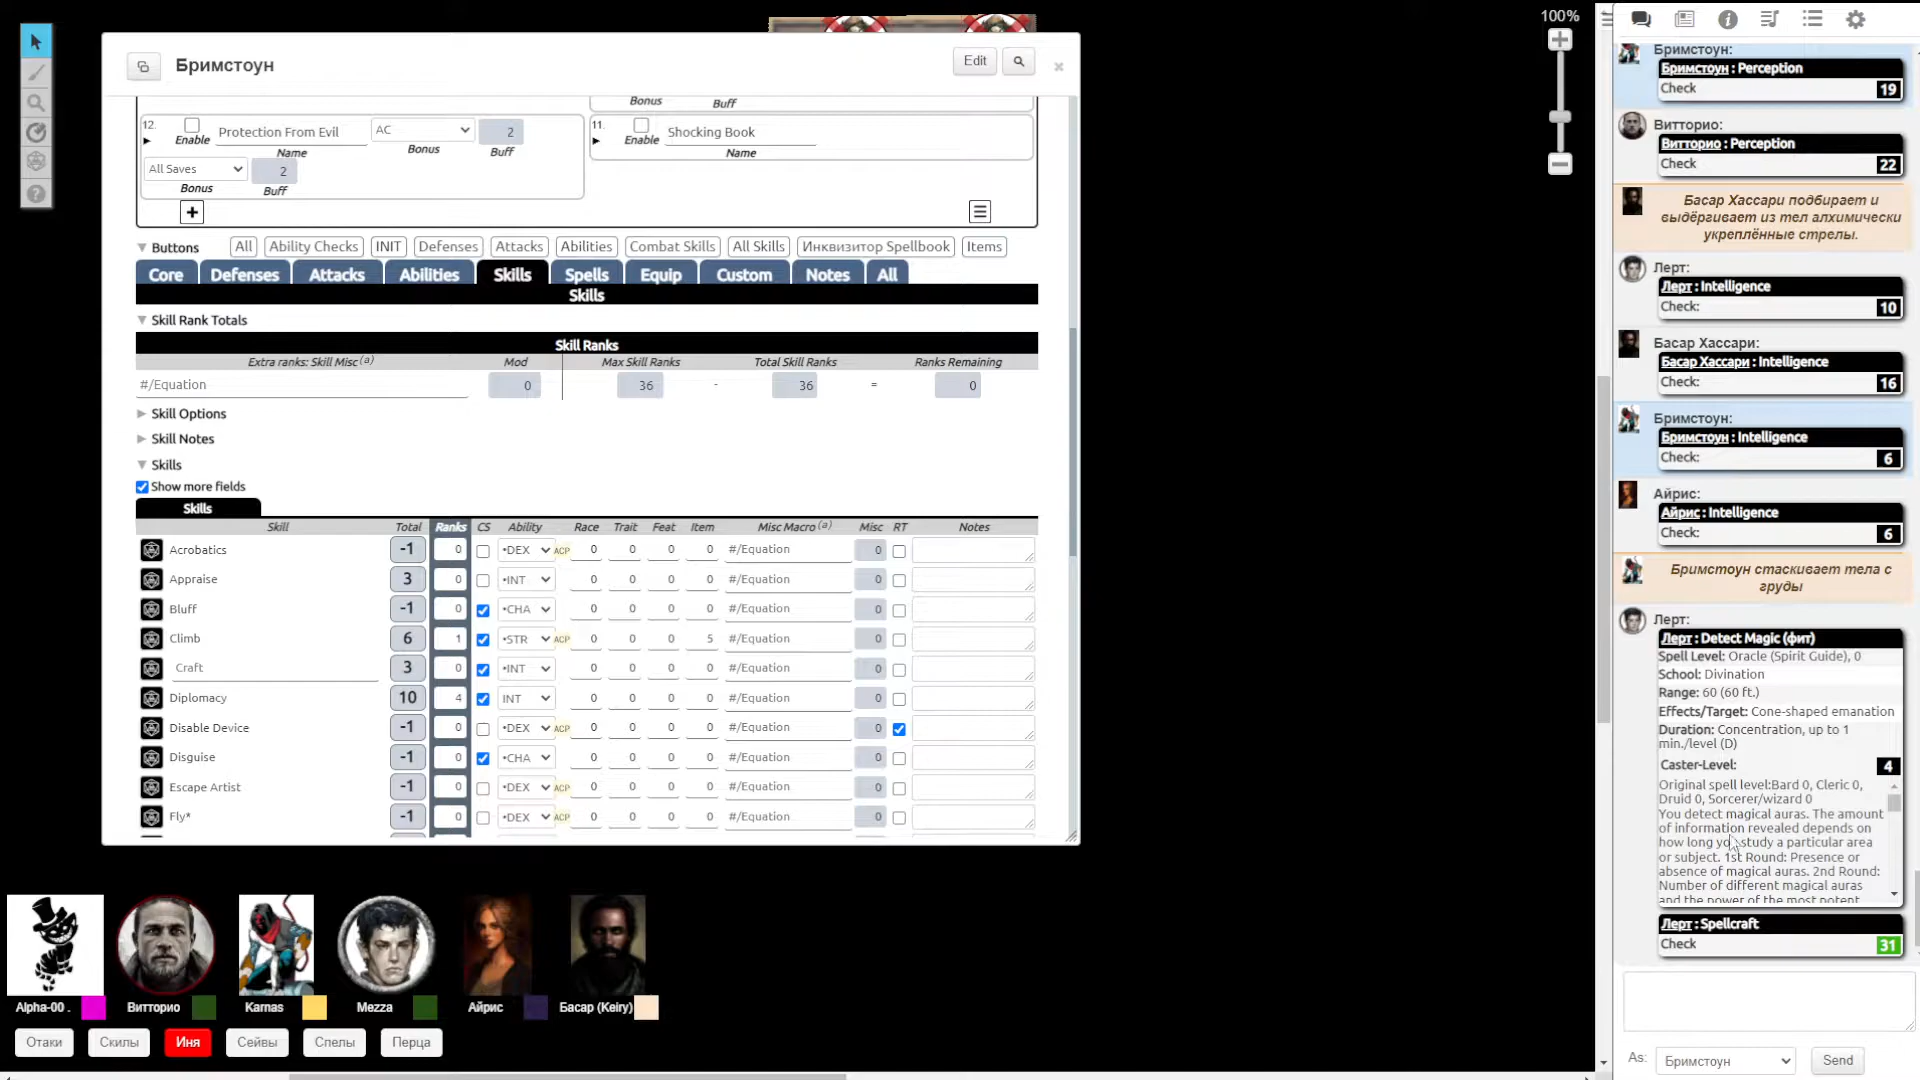 100%
Бримстоун
Edit
Bonus
Buff
12.
Enable
Protection From Evil
Name
AC
Bonus
2
Buff
All Saves
Bonus
2
Buff
11.
Enable
Shocking Book
Name
Buttons All Ability Checks INIT Defenses Attacks Abilities Combat Skills All Skills Инквизитор Spellbook Items
Core Defenses Attacks Abilities Skills Spells Equip Custom Notes All
Skills
Skill Rank Totals
Skill Ranks
Extra ranks: Skill Misc (a) Mod Max Skill Ranks Total Skill Ranks Ranks Remaining
#/Equation 0 36 - 36 = 0
Skill Options
Skill Notes
Skills
Show more fields
Skills
Skill Total Ranks CS Ability Race Trait Feat Item Misc Macro (a) Misc RT Notes
Acrobatics -1 0 •DEX ACP 0 0 0 0 #/Equation 0
Appraise 3 0 •INT 0 0 0 0 #/Equation 0
Bluff -1 0 •CHA 0 0 0 0 #/Equation 0
Climb 6 1 •STR ACP 0 0 0 5 #/Equation 0
Craft 3 0 •INT 0 0 0 0 #/Equation 0
Diplomacy 10 4 INT 0 0 0 0 #/Equation 0
Disable Device -1 0 •DEX ACP 0 0 0 0 #/Equation 0
Disguise -1 0 •CHA 0 0 0 0 #/Equation 0
Escape Artist -1 0 •DEX ACP 0 0 0 0 #/Equation 0
Fly* -1 0 •DEX ACP 0 0 0 0 #/Equation 0
Alpha-00 . Витторио Karnas Mezza Айрис Басар (Keiry)
Отаки Скилы Иня Сейвы Спелы Перца
Бримстоун:
Бримстоун : Perception
Check 19
Витторио:
Витторио : Perception
Check 22
Басар Хассари подбирает и
выдёргивает из тел алхимически
укреплённые стрелы.
Лерт:
Лерт : Intelligence
Check: 10
Басар Хассари:
Басар Хассари : Intelligence
Check: 16
Бримстоун:
Бримстоун : Intelligence
Check: 6
Айрис:
Айрис : Intelligence
Check: 6
Бримстоун стаскивает тела с
груды
Лерт:
Лерт : Detect Magic (фит)
Spell Level: Oracle (Spirit Guide), 0
School: Divination
Range: 60 (60 ft.)
Effects/Target: Cone-shaped emanation
Duration: Concentration, up to 1
min./level (D)
Caster-Level: 4
Original spell level:Bard 0, Cleric 0,
Druid 0, Sorcerer/wizard 0
You detect magical auras. The amount
of information revealed depends on
how long you study a particular area
or subject. 1st Round: Presence or
absence of magical auras. 2nd Round:
Number of different magical auras
and the power of the most potent
Лерт : Spellcraft
Check 31
As: Бримстоун Send